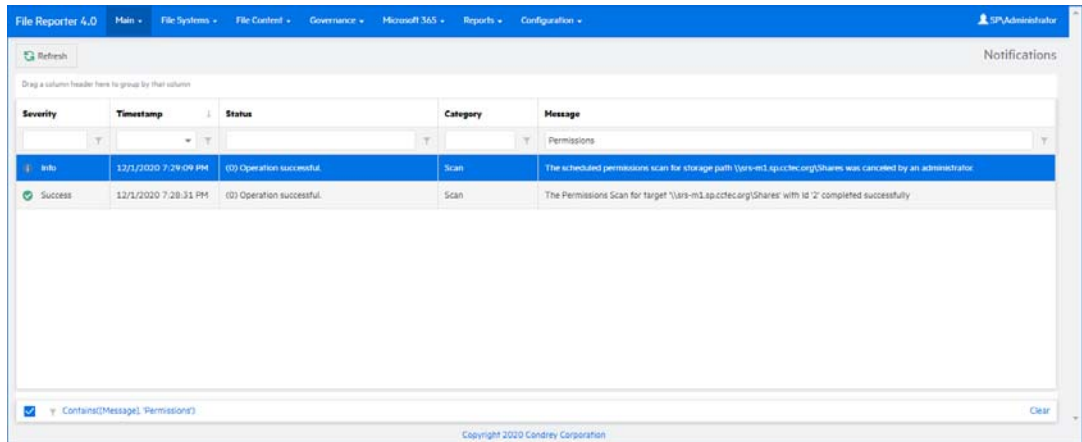 File Reporter 4.0 Main File Systems File Content Governance Microsoft 365 Reports Configuration SP\Administrator
Refresh Notifications
Drag a column header here to group by that column
Severity Timestamp Status Category Message
Permissions
Info 12/1/2020 7:29:09 PM (0) Operation successful. Scan The scheduled permissions scan for storage path \\srs-m1.sp.cctec.org\Shares was canceled by an administrator.
Success 12/1/2020 7:28:31 PM (0) Operation successful. Scan The Permissions Scan for target '\\srs-m1.sp.cctec.org\Shares' with Id '2' completed successfully
Contains([Message], 'Permissions') Clear
Copyright 2020 Condrey Corporation